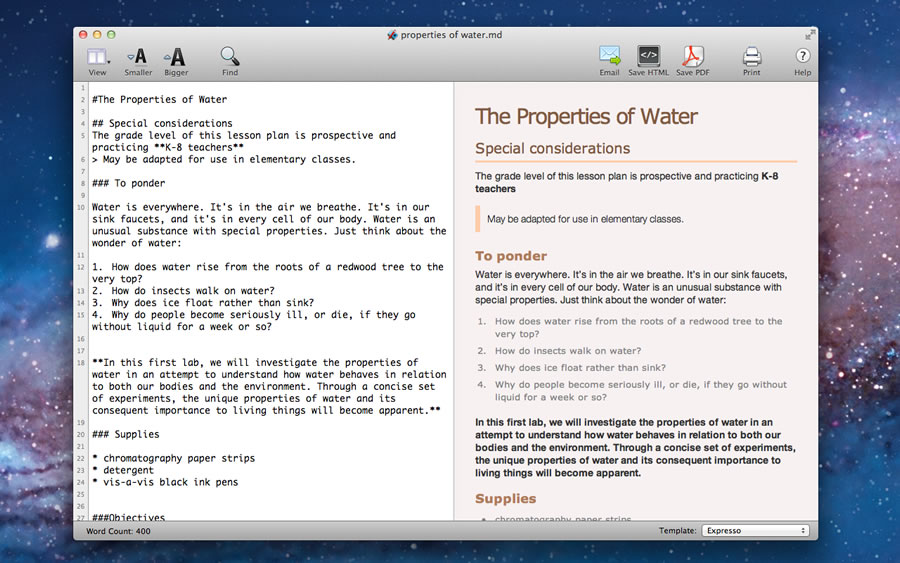 properties of water.md
View
Smaller
Bigger
Find
Email
Save HTML
Save PDF
Print
Help
1
2 #The Properties of Water
3
4 ## Special considerations
5 The grade level of this lesson plan is prospective and
practicing **K-8 teachers**
6 > May be adapted for use in elementary classes.
7
8 ### To ponder
9
10 Water is everywhere. It's in the air we breathe. It's in our
sink faucets, and it's in every cell of our body. Water is an
unusual substance with special properties. Just think about the
wonder of water:
11
12 1. How does water rise from the roots of a redwood tree to the
very top?
13 2. How do insects walk on water?
14 3. Why does ice float rather than sink?
15 4. Why do people become seriously ill, or die, if they go
without liquid for a week or so?
16
17
18 **In this first lab, we will investigate the properties of
water in an attempt to understand how water behaves in relation
to both our bodies and the environment. Through a concise set
of experiments, the unique properties of water and its
consequent importance to living things will become apparent.**
19
20 ### Supplies
21
22 * chromatography paper strips
23 * detergent
24 * vis-a-vis black ink pens
25
26
27 ###Objectives
The Properties of Water
Special considerations
The grade level of this lesson plan is prospective and practicing K-8
teachers
May be adapted for use in elementary classes.
To ponder
Water is everywhere. It's in the air we breathe. It's in our sink faucets,
and it's in every cell of our body. Water is an unusual substance with
special properties. Just think about the wonder of water:
1. How does water rise from the roots of a redwood tree to the
very top?
2. How do insects walk on water?
3. Why does ice float rather than sink?
4. Why do people become seriously ill, or die, if they go without
liquid for a week or so?
In this first lab, we will investigate the properties of water in an
attempt to understand how water behaves in relation to both our
bodies and the environment. Through a concise set of experiments,
the unique properties of water and its consequent importance to
living things will become apparent.
Supplies
• chromatography paper strips
Word Count: 400
Template: Expresso